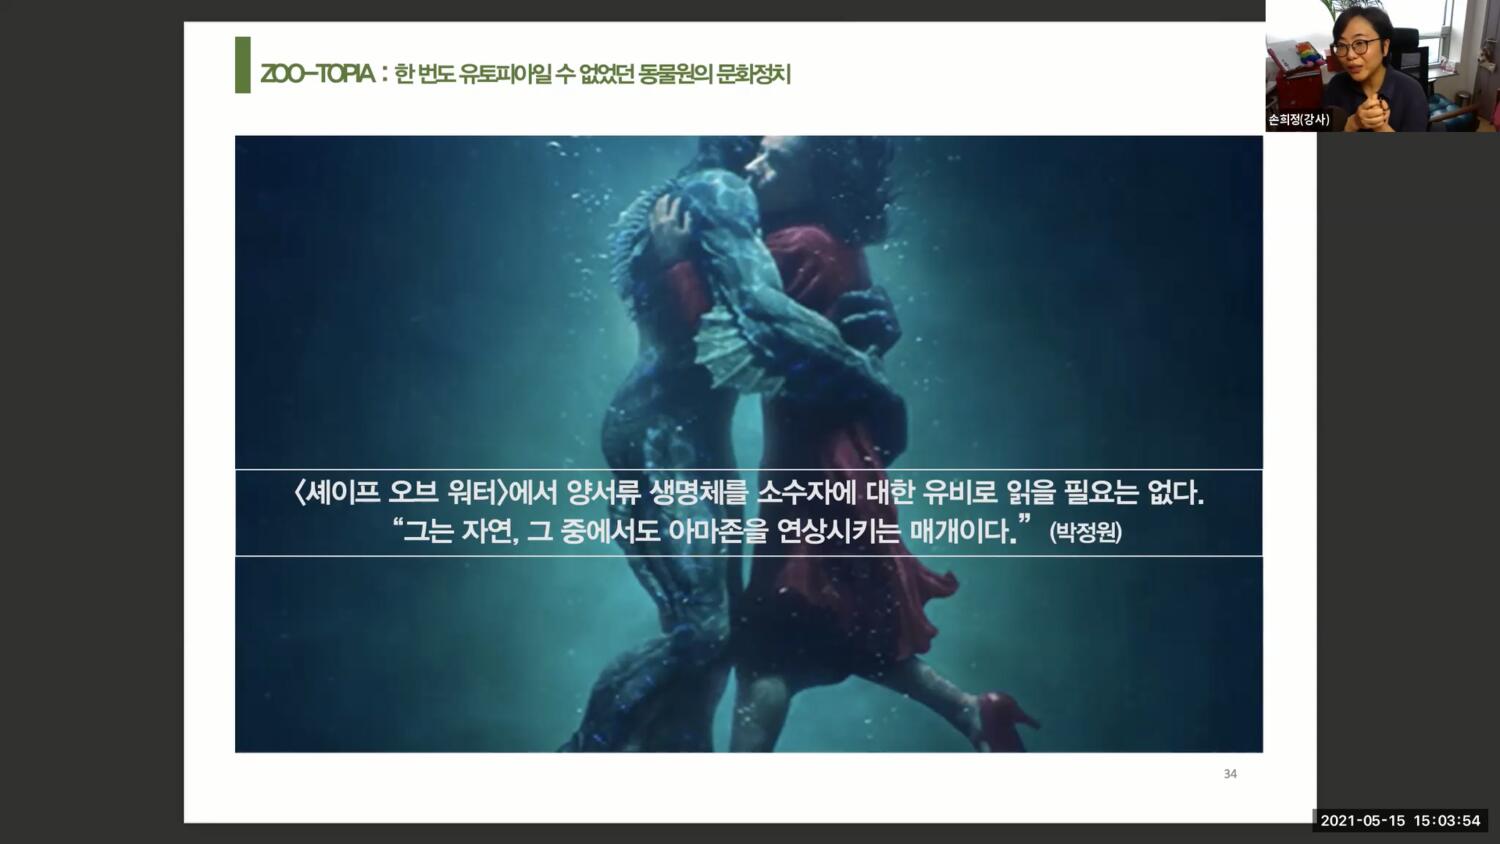 ZOO-TOPIA : 한 번도 유토피아일 수 없었던 동물원의 문화정치
손희정(강사)
<셰이프 오브 워터>에서 양서류 생명체를 소수자에 대한 유비로 읽을 필요는 없다.
“그는 자연, 그 중에서도 아마존을 연상시키는 매개이다.” (박정원)
34
2021-05-15 15:03:54